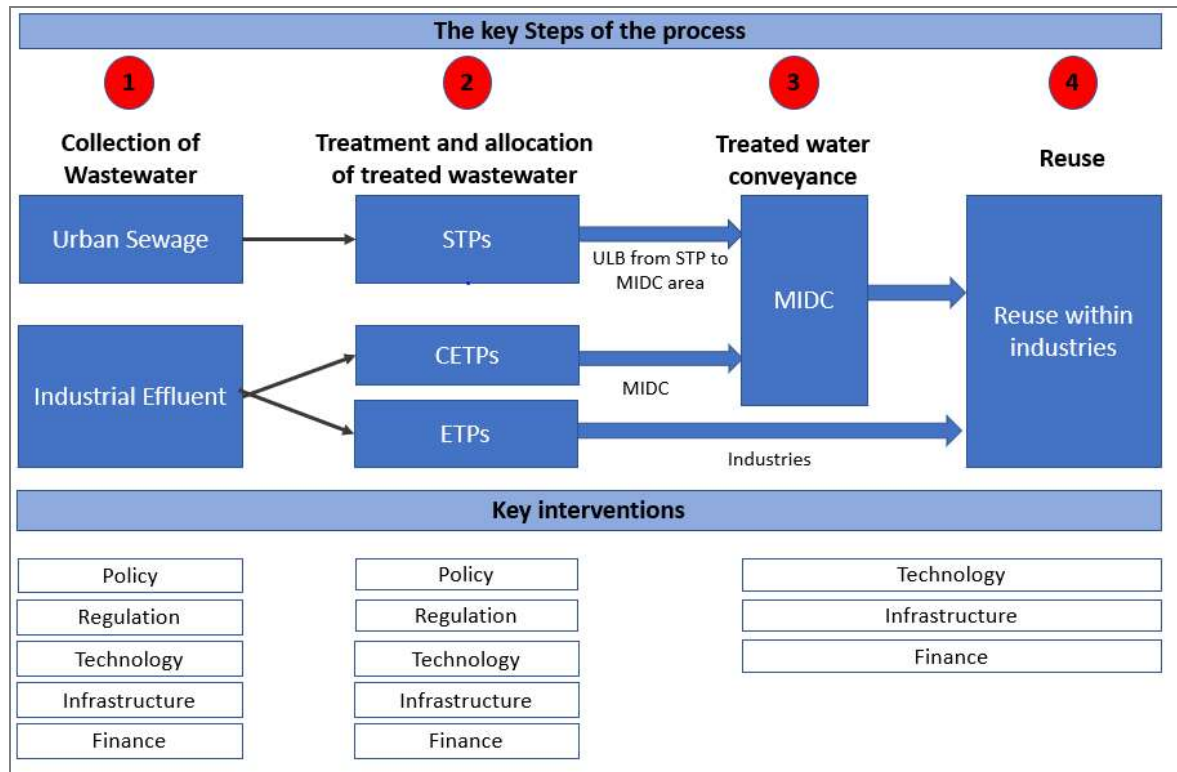 The key Steps of the process
1
2
3
4
Collection of
Wastewater
Treatment and allocation
of treated wastewater
Treated water
conveyance
Reuse
Urban Sewage
STPs
ULB from STP to
MIDC area
MIDC
Reuse within
industries
Industrial Effluent
CETPs
MIDC
ETPs
Industries
Key interventions
Policy
Regulation
Technology
Infrastructure
Finance
Policy
Regulation
Technology
Infrastructure
Finance
Technology
Infrastructure
Finance